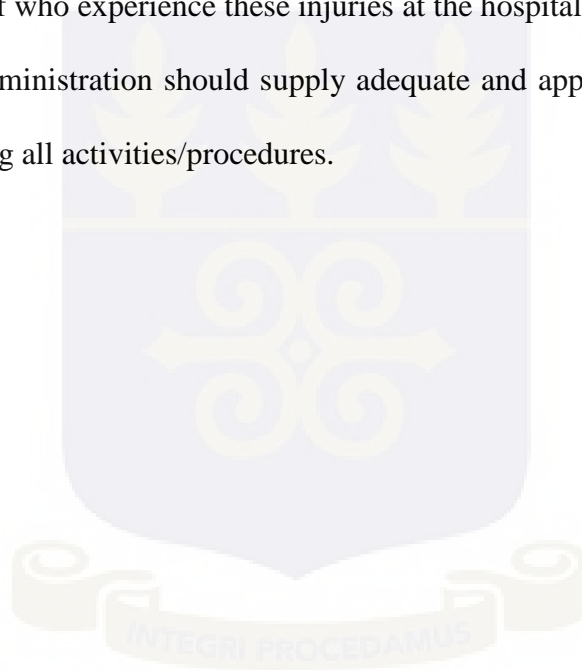 f who experience these injuries at the hospital
ministration should supply adequate and app
g all activities/procedures.
INTEGRI PROCEDAMUS